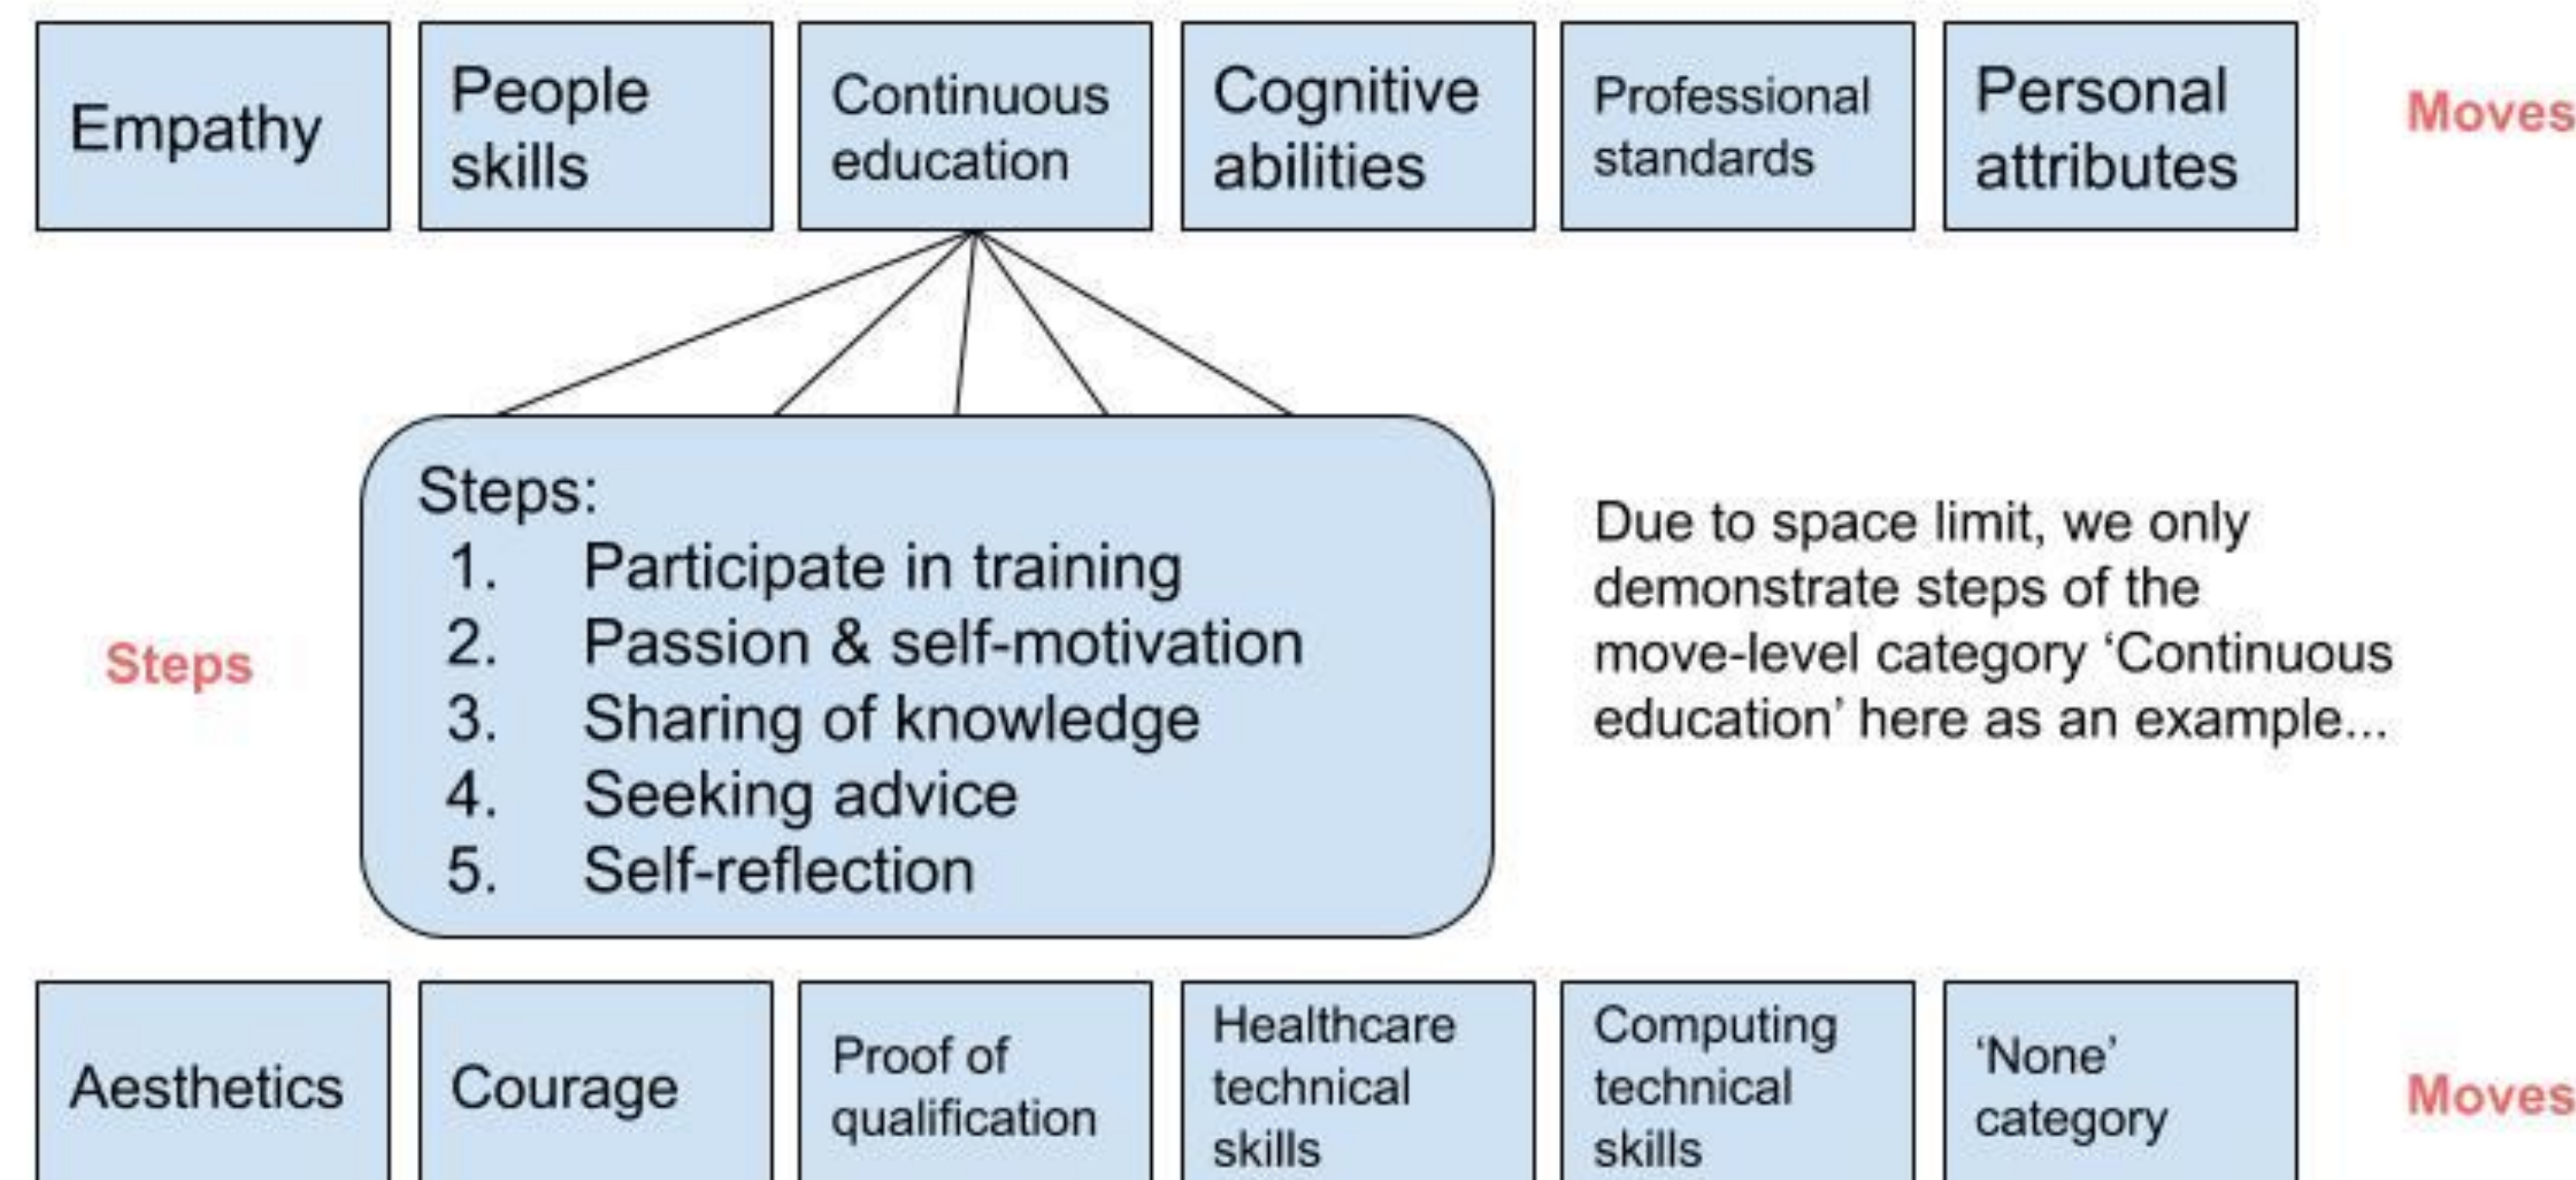 Empathy
People
skills
Continuous
education
Cognitive
abilities
Professional
standards
Personal
attributes
Moves
Steps:
1. Participate in training
2. Passion & self-motivation
3. Sharing of knowledge
4. Seeking advice
5. Self-reflection
Steps
Due to space limit, we only
demonstrate steps of the
move-level category ‘Continuous
education’ here as an example...
Aesthetics
Courage
Proof of
qualification
Healthcare
technical
skills
Computing
technical
skills
‘None’
category
Moves